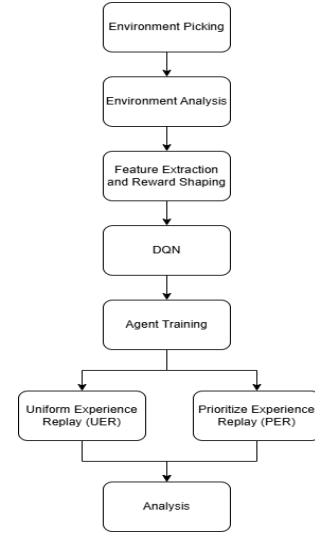 Environment Picking
Environment Analysis
Feature Extraction
and Reward Shaping
DQN
Agent Training
Uniform Experience
Replay (UER)
Prioritize Experience
Replay (PER)
Analysis